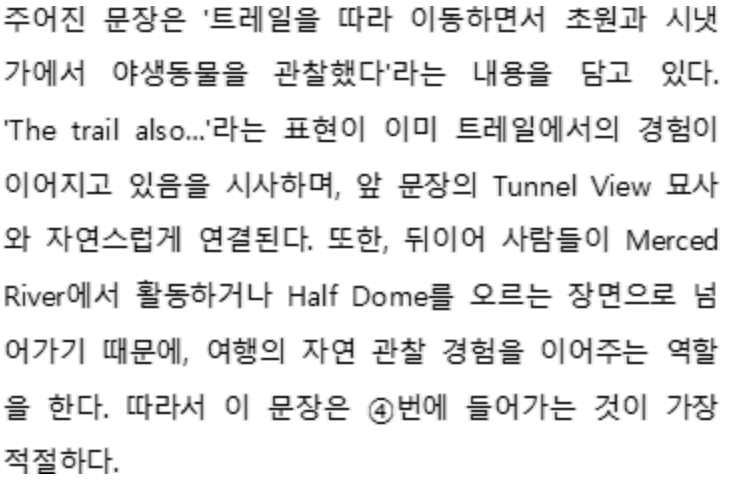 주어진 문장은 '트레일을 따라 이동하면서 초원과 시냇
가에서 야생동물을 관찰했다'라는 내용을 담고 있다.
'The trail also...'라는 표현이 이미 트레일에서의 경험이
이어지고 있음을 시사하며, 앞 문장의 Tunnel View 묘사
와 자연스럽게 연결된다. 또한, 뒤이어 사람들이 Merced
River에서 활동하거나 Half Dome를 오르는 장면으로 넘
어가기 때문에, 여행의 자연 관찰 경험을 이어주는 역할
을 한다. 따라서 이 문장은 ④번에 들어가는 것이 가장
적절하다.